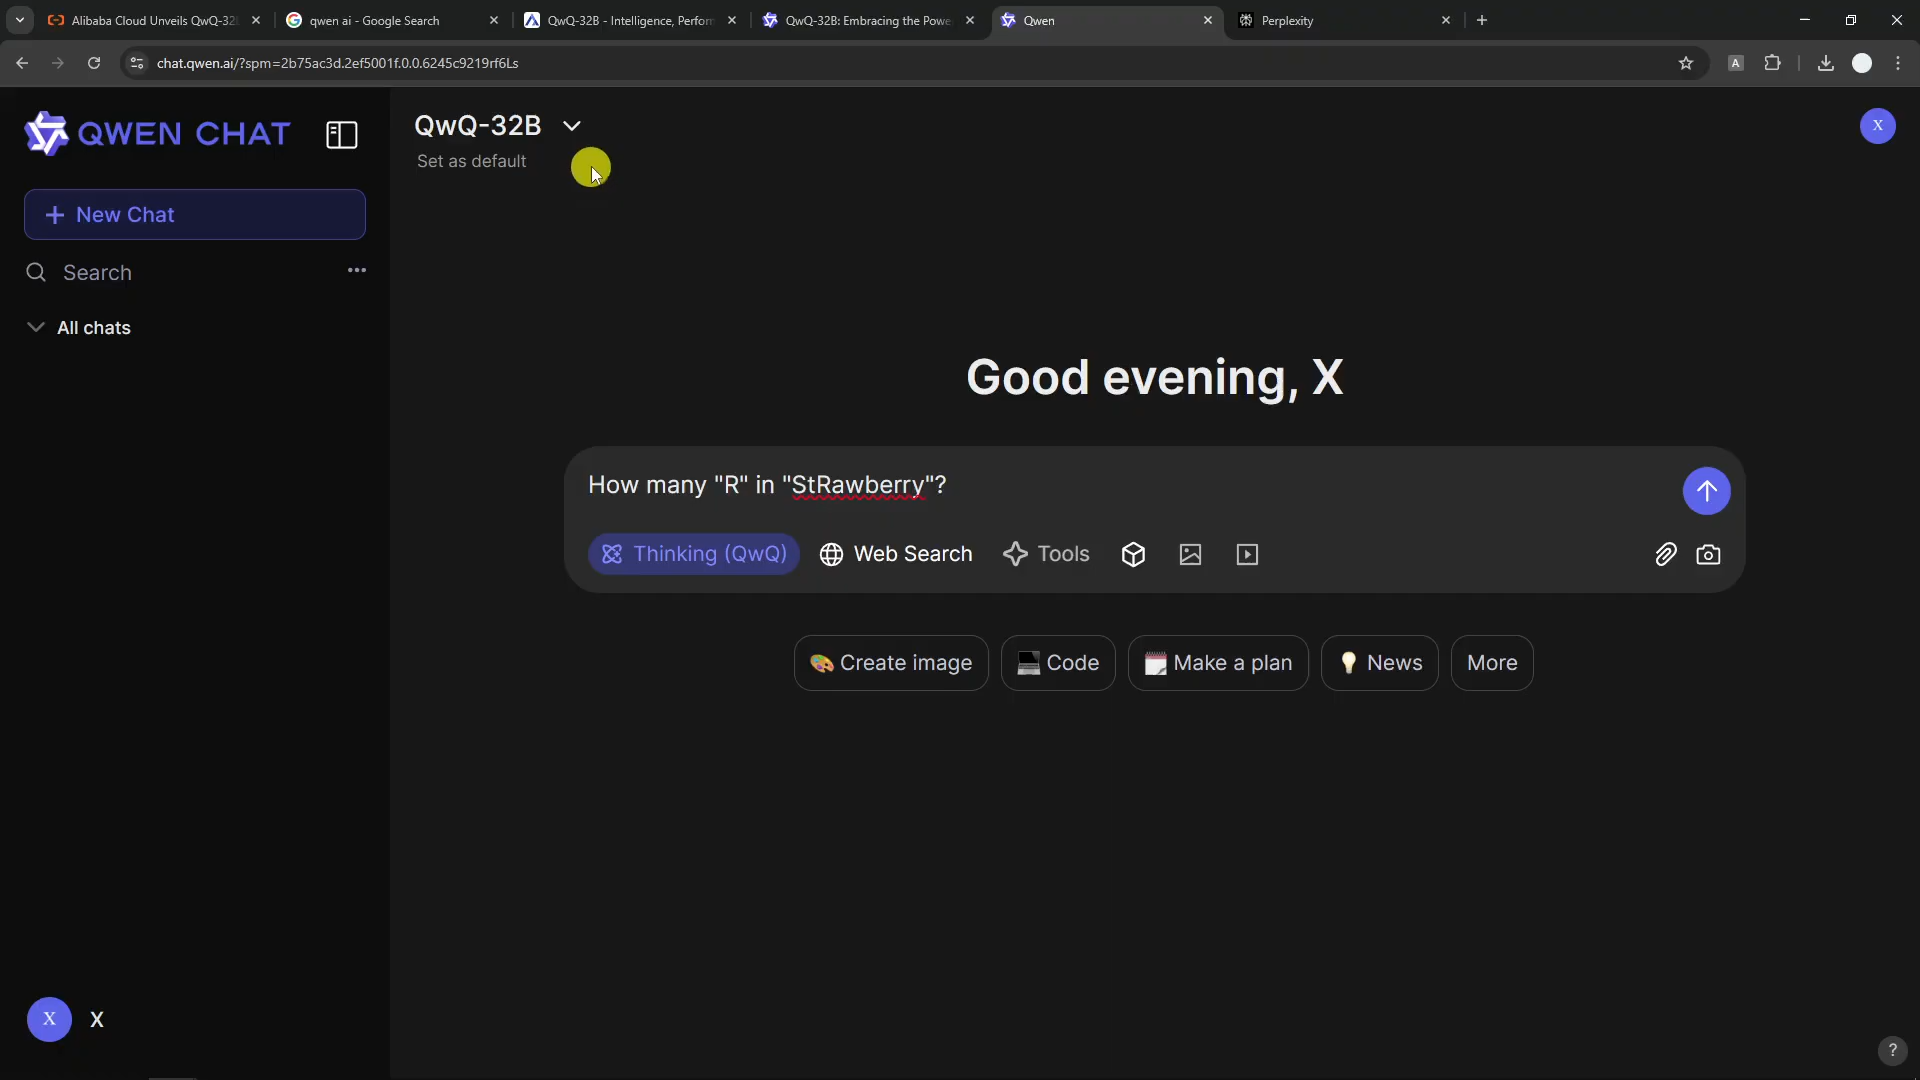 Alibaba Cloud Unveils QwQ-32
qwen ai - Google Search
QwQ-32B - Intelligence, Perfor
QwQ-32B: Embracing the Powe
Qwen
Perplexity
chat.qwen.ai/?spm=2b75ac3d.2ef5001f.0.0.6245c9219rf6Ls
A
QWEN CHAT
QwQ-32B
Set as default
X
New Chat
Search
All chats
Good evening, X
How many "R" in "StRawberry"?
Thinking (QwQ)
Web Search
Tools
Create image
Code
Make a plan
News
More
X
X
?